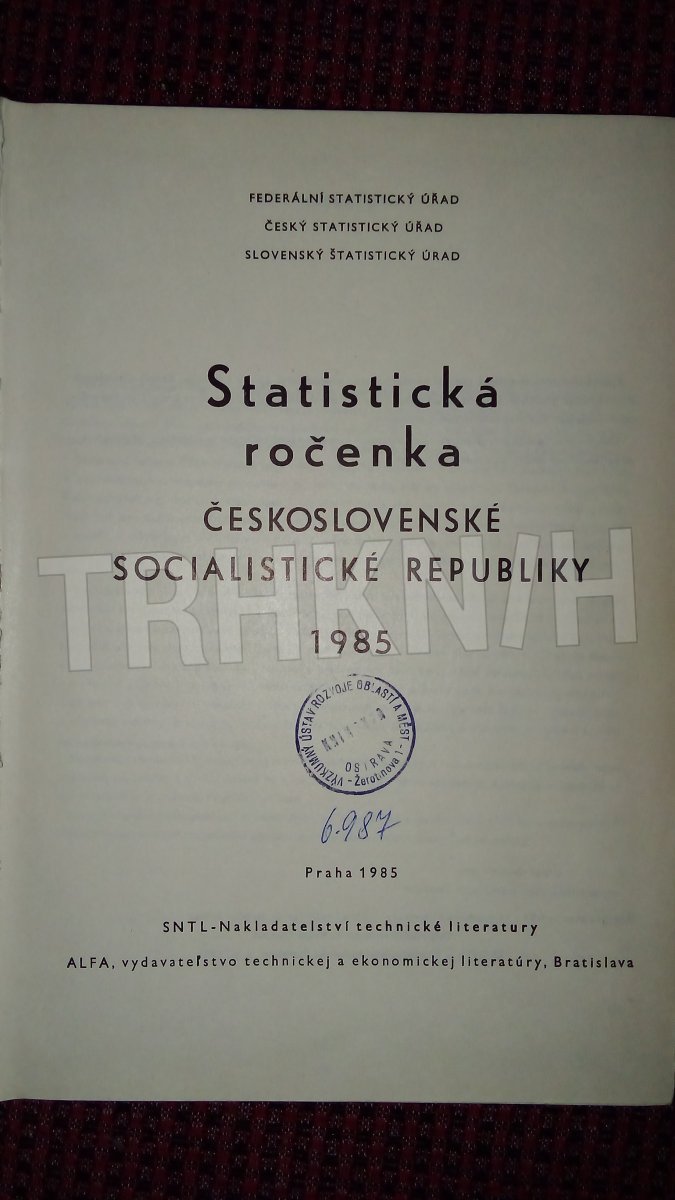 FEDERÁLNÍ STATISTICKÝ ÚŘAD
ČESKÝ STATISTICKÝ ÚŘAD
SLOVENSKÝ ŠTATISTICKÝ ÚRAD
Statistická
ročenka
ČESKOSLOVENSKÉ
SOCIALISTICKÉ REPUBLIKY
TRHKNIH
1985
VÝZKUMNÝ ÚSTAV ROZVOJE OBLASTÍ A MĚST
OSTRAVA
- Žerotínova 1 -
6.987
Praha 1985
SNTL-Nakladatelství technické literatury
ALFA, vydavateľstvo technickej a ekonomickej literatúry, Bratislava